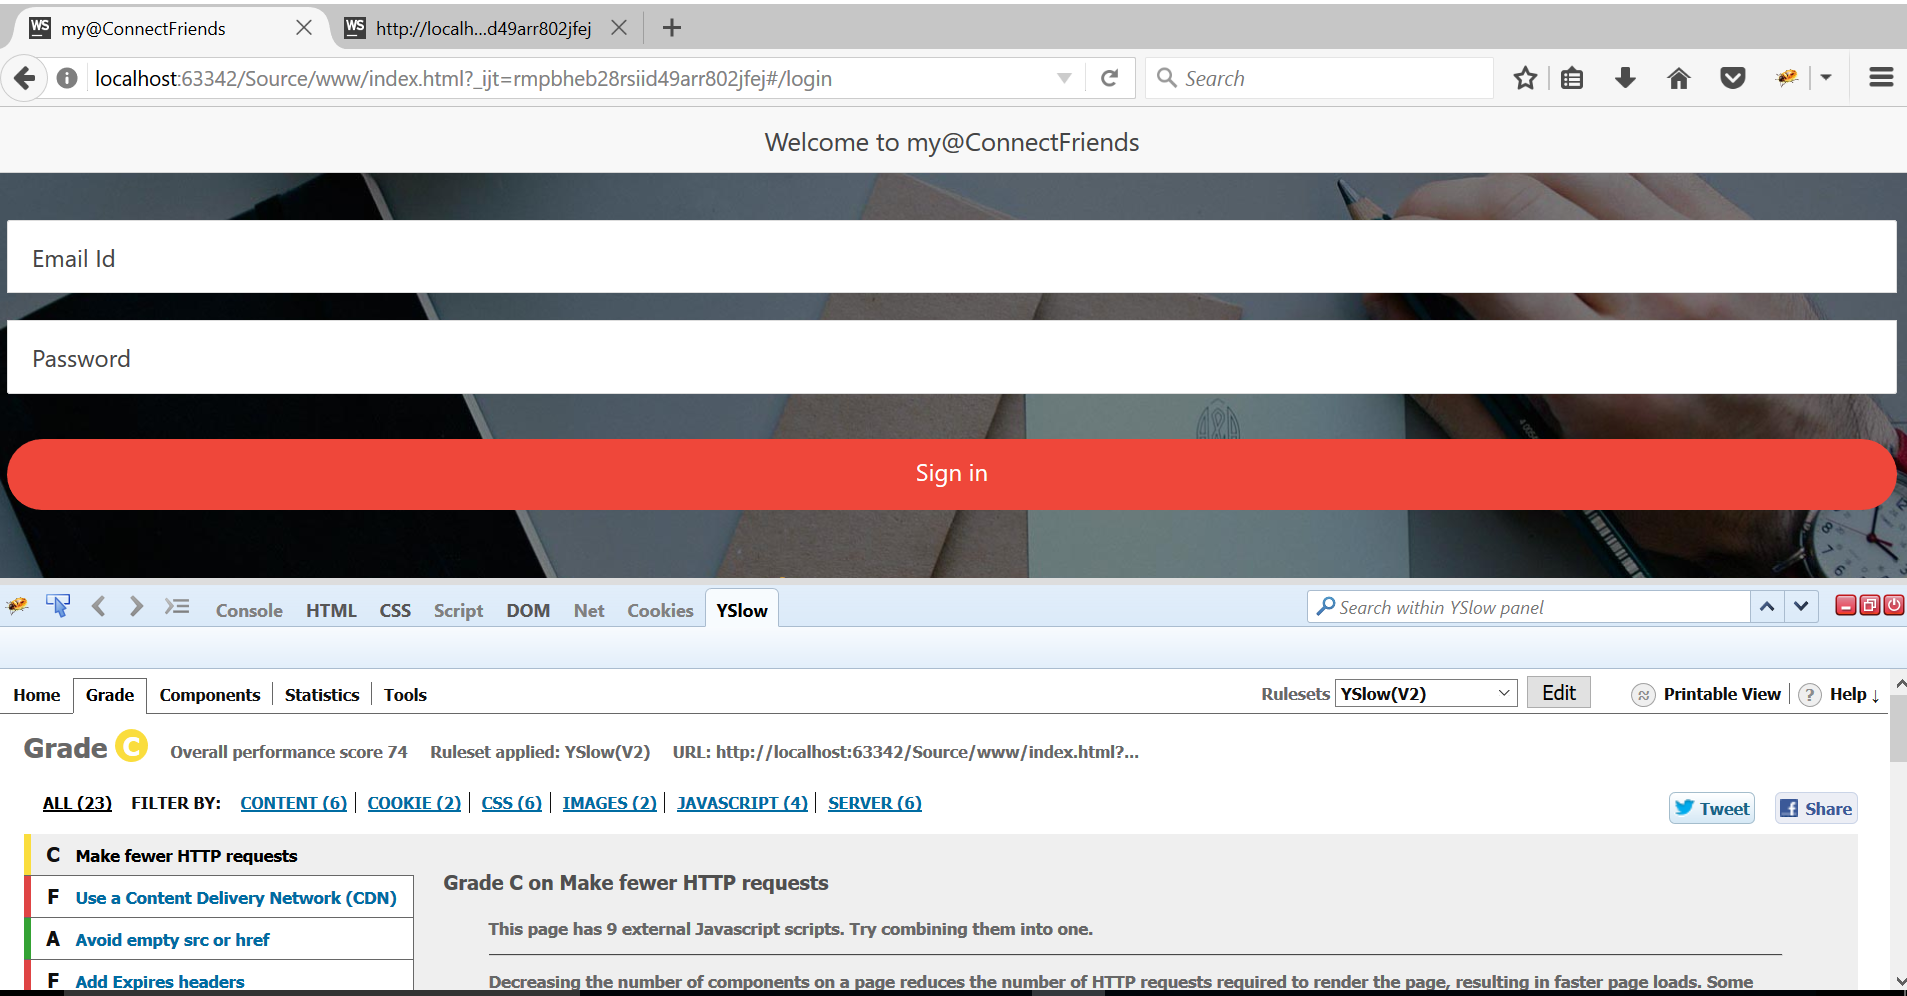 WS my@ConnectFriends
WS http://localh...d49arr802jfej
localhost:63342/Source/www/index.html?_ijt=rmpbheb28rsiid49arr802jfej#/login
Search
Welcome to my@ConnectFriends
Email Id
Password
Sign in
Console HTML CSS Script DOM Net Cookies YSlow
Search within YSlow panel
Home Grade Components Statistics Tools
Rulesets YSlow(V2) Edit Printable View ? Help ↓
Grade C Overall performance score 74 Ruleset applied: YSlow(V2) URL: http://localhost:63342/Source/www/index.html?...
ALL (23) FILTER BY: CONTENT (6) COOKIE (2) CSS (6) IMAGES (2) JAVASCRIPT (4) SERVER (6)
Tweet Share
C Make fewer HTTP requests
F Use a Content Delivery Network (CDN)
A Avoid empty src or href
F Add Expires headers
Grade C on Make fewer HTTP requests
This page has 9 external Javascript scripts. Try combining them into one.
Decreasing the number of components on a page reduces the number of HTTP requests required to render the page, resulting in faster page loads. Some